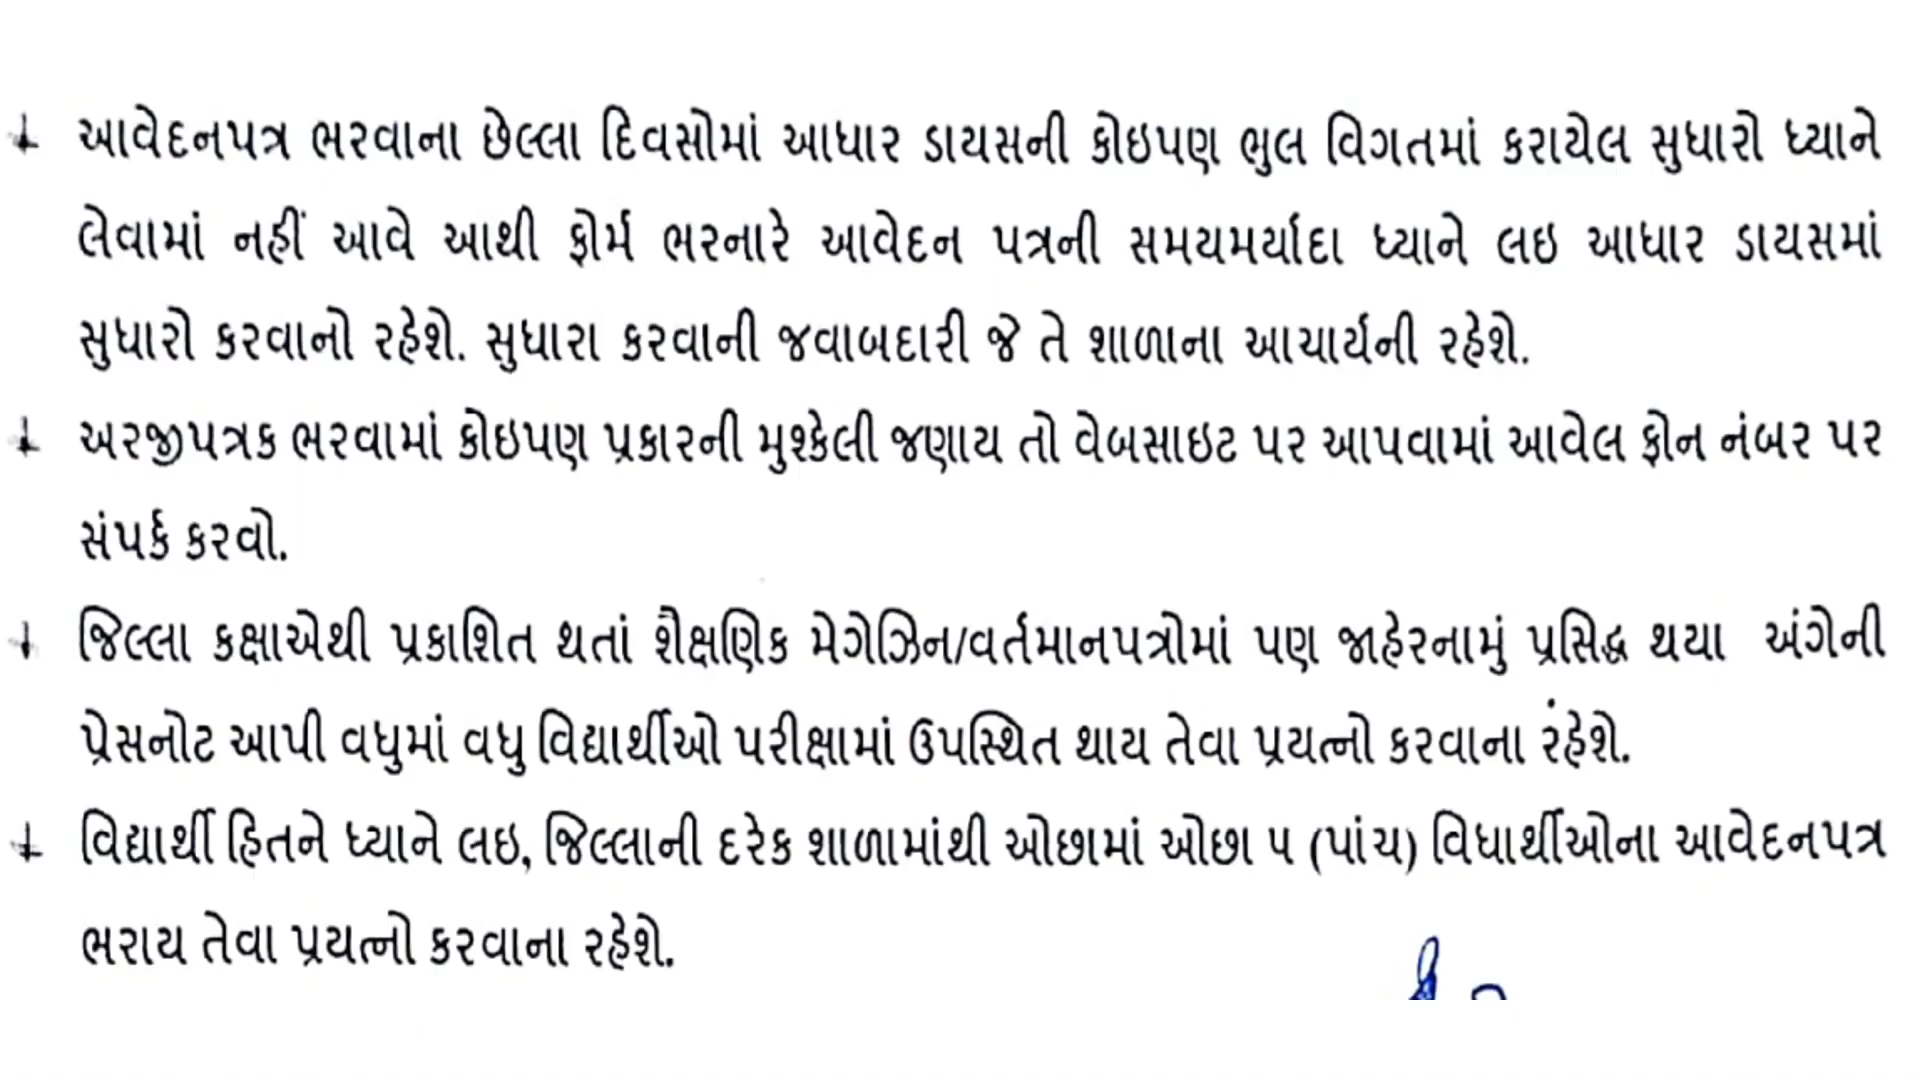 આવેદનપત્ર ભરવાના છેલ્લા દિવસોમાં આધાર ડાયસની કોઇપણ ભુલ વિગતમાં કરાયેલ સુધારો ધ્યાને
લેવામાં નહીં આવે આથી ફોર્મ ભરનારે આવેદન પત્રની સમયમર્યાદા ધ્યાને લઇ આધાર ડાયસમાં
સુધારો કરવાનો રહેશે. સુધારા કરવાની જવાબદારી જે તે શાળાના આચાર્યની રહેશે.
અરજીપત્રક ભરવામાં કોઇપણ પ્રકારની મુશ્કેલી જણાય તો વેબસાઇટ પર આપવામાં આવેલ ફોન નંબર પર
સંપર્ક કરવો.
જિલ્લા કક્ષાએથી પ્રકાશિત થતાં શૈક્ષણિક મેગેઝિન/વર્તમાનપત્રોમાં પણ જાહેરનામું પ્રસિદ્ધ થયા અંગેની
પ્રેસનોટ આપી વધુમાં વધુ વિદ્યાર્થીઓ પરીક્ષામાં ઉપસ્થિત થાય તેવા પ્રયત્નો કરવાના રંહેશે.
વિદ્યાર્થી હિતને ધ્યાને લઇ, જિલ્લાની દરેક શાળામાંથી ઓછામાં ઓછા ૫ (પાંચ) વિધાર્થીઓના આવેદનપત્ર
ભરાય તેવા પ્રયત્નો કરવાના રહેશે.